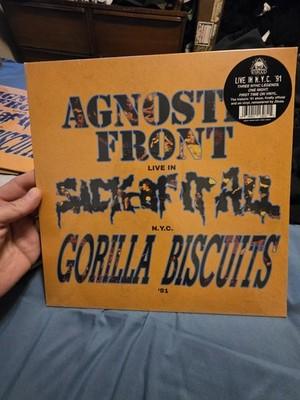 AGNOSTI
FRONT
LIVE IN
SICK OF IT ALL
N.Y.C.
GORILLA BISCUITS
'91
LIVE IN N.Y.C. '91
THREE NYHC LEGENDS
ONE NIGHT
FIRST TIME ON VINYL